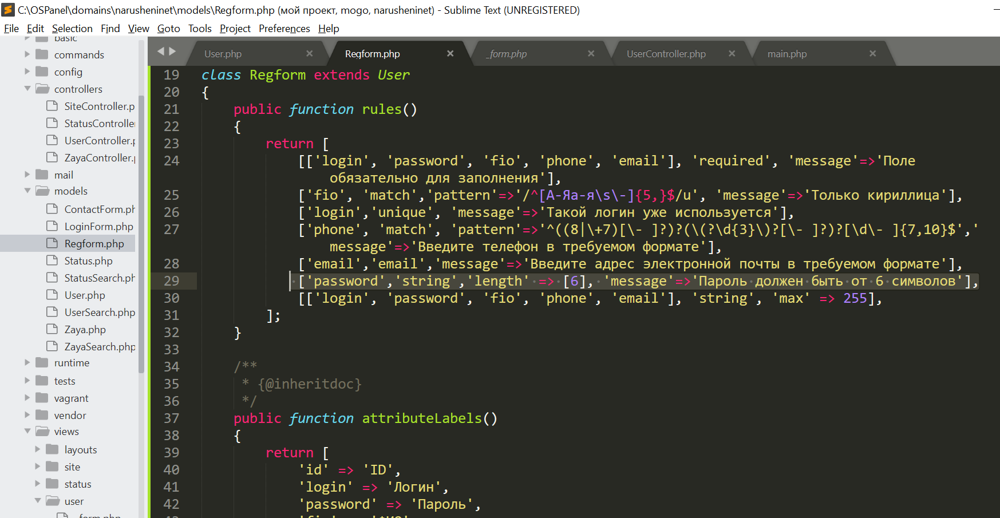 C:\OSPanel\domains\narusheninet\models\Regform.php (мой проект, mogo, narusheninet) - Sublime Text (UNREGISTERED)
File Edit Selection Find View Goto Tools Project Preferences Help
basic
commands
config
controllers
SiteController.p
StatusControlle
UserController.p
ZayaController.p
mail
models
ContactForm.ph
LoginForm.php
Regform.php
Status.php
StatusSearch.ph
User.php
UserSearch.php
Zaya.php
ZayaSearch.php
runtime
tests
vagrant
vendor
views
layouts
site
status
user
_form.php
User.php × Regform.php × _form.php × UserController.php × main.php ×
19 class Regform extends User
20 {
21 public function rules()
22 {
23 return [
24 [['login', 'password', 'fio', 'phone', 'email'], 'required', 'message'=>'Поле
обязательно для заполнения'],
25 ['fio', 'match','pattern'=>'/^[А-Яа-я\s\-]{5,}$/u', 'message'=>'Только кириллица'],
26 ['login','unique', 'message'=>'Такой логин уже используется'],
27 ['phone', 'match', 'pattern'=>'^((8|\+7)[\- ]?)?(\(?\d{3}\)?[\- ]?)?[\d\- ]{7,10}$','
message'=>'Введите телефон в требуемом формате'],
28 ['email','email','message'=>'Введите адрес электронной почты в требуемом формате'],
29 ['password','string','length' => [6], 'message'=>'Пароль должен быть от 6 символов'],
30 [['login', 'password', 'fio', 'phone', 'email'], 'string', 'max' => 255],
31 ];
32 }
33
34 /**
35 * {@inheritdoc}
36 */
37 public function attributeLabels()
38 {
39 return [
40 'id' => 'ID',
41 'login' => 'Логин',
42 'password' => 'Пароль',